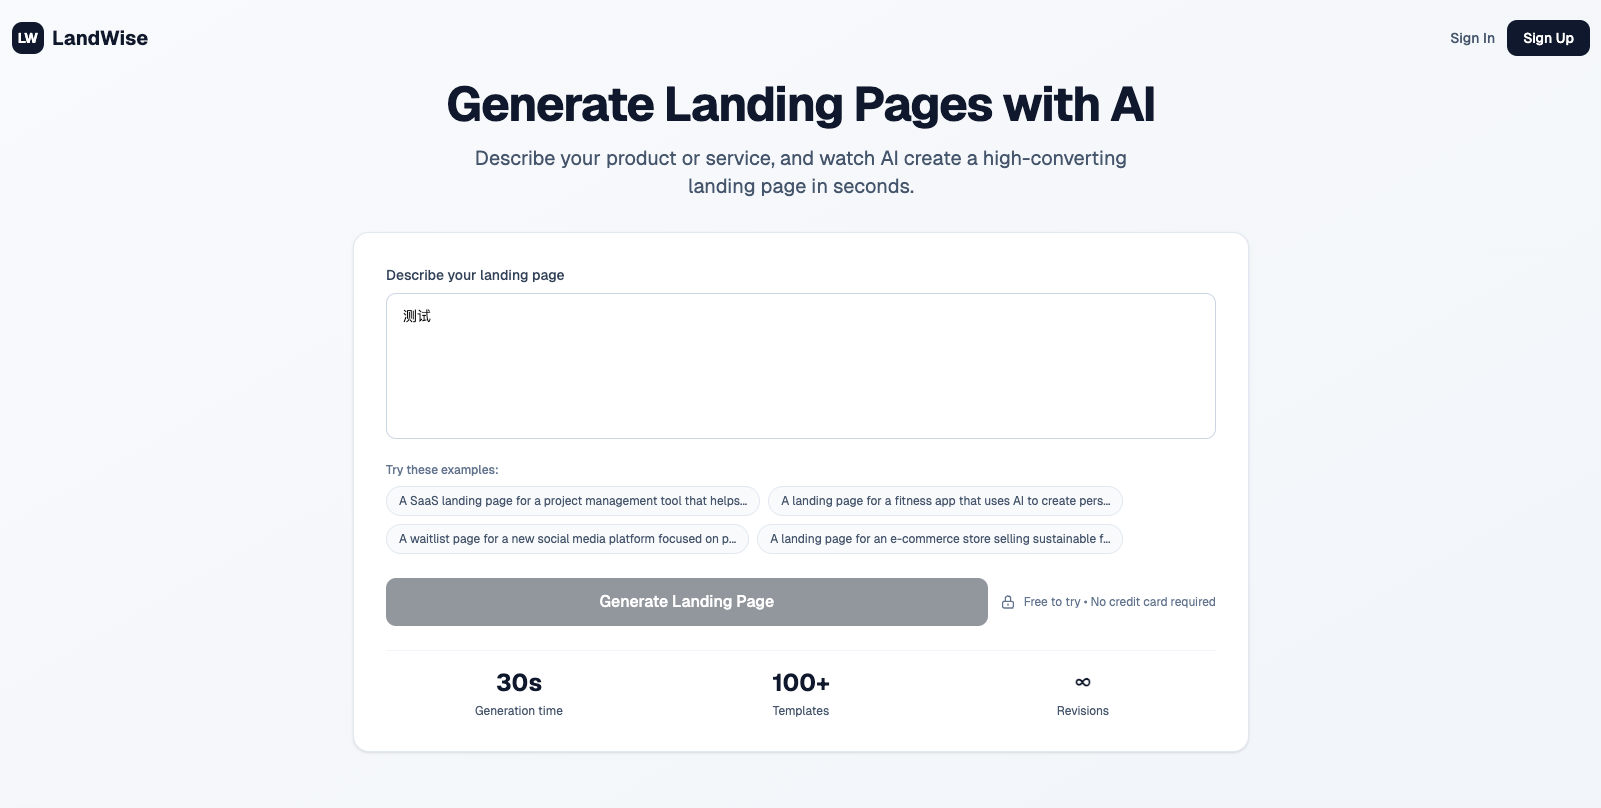 LW LandWise
Sign In
Sign Up
Generate Landing Pages with AI
Describe your product or service, and watch AI create a high-converting
landing page in seconds.
Describe your landing page
测试
Try these examples:
A SaaS landing page for a project management tool that helps...
A landing page for a fitness app that uses AI to create pers...
A waitlist page for a new social media platform focused on p...
A landing page for an e-commerce store selling sustainable f...
Generate Landing Page
Free to try • No credit card required
30s
Generation time
100+
Templates
∞
Revisions